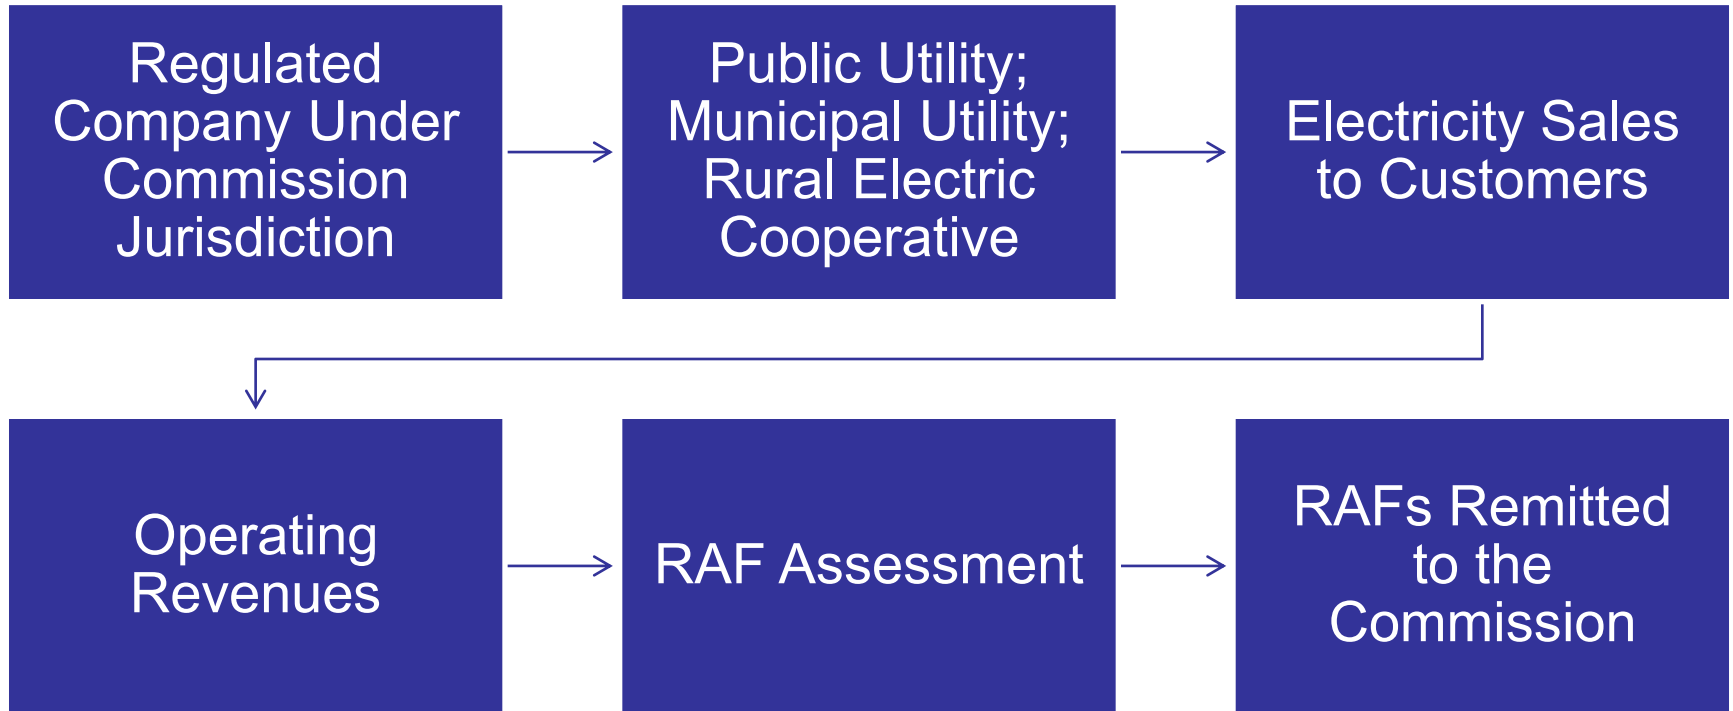 Regulated
Company Under
Commission
Jurisdiction
Public Utility;
Municipal Utility;
Rural Electric
Cooperative
Electricity Sales
to Customers
Operating
Revenues
RAF Assessment
RAFs Remitted
to the
Commission